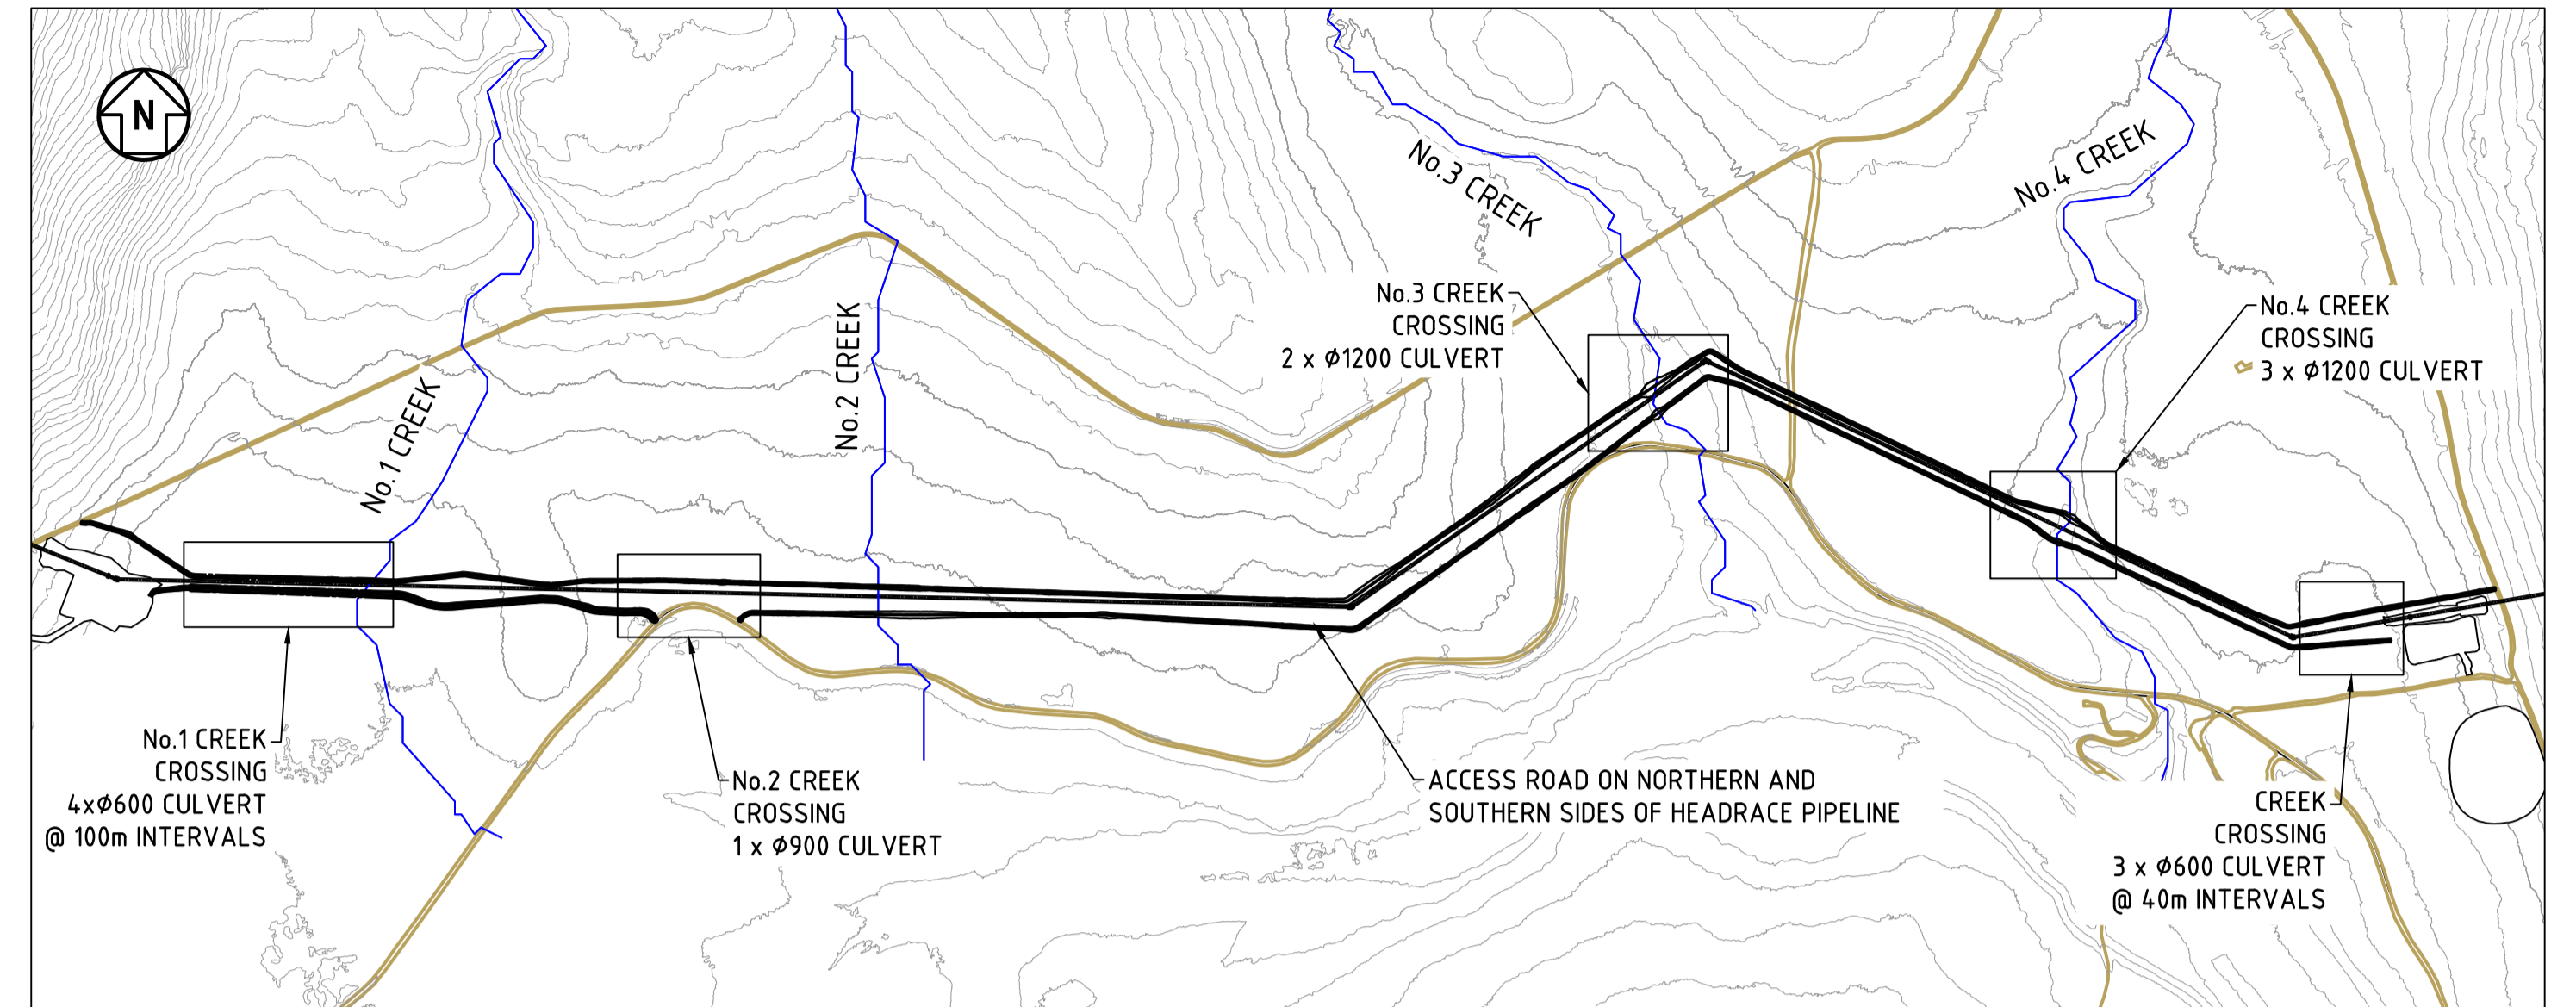 N
No.1 CREEK
No.2 CREEK
No.3 CREEK
No.4 CREEK
No.3 CREEK
CROSSING
2 x Ø1200 CULVERT
No.4 CREEK
CROSSING
3 x Ø1200 CULVERT
No.1 CREEK
CROSSING
4xØ600 CULVERT
@ 100m INTERVALS
No.2 CREEK
CROSSING
1 x Ø900 CULVERT
ACCESS ROAD ON NORTHERN AND
SOUTHERN SIDES OF HEADRACE PIPELINE
CREEK
CROSSING
3 x Ø600 CULVERT
@ 40m INTERVALS